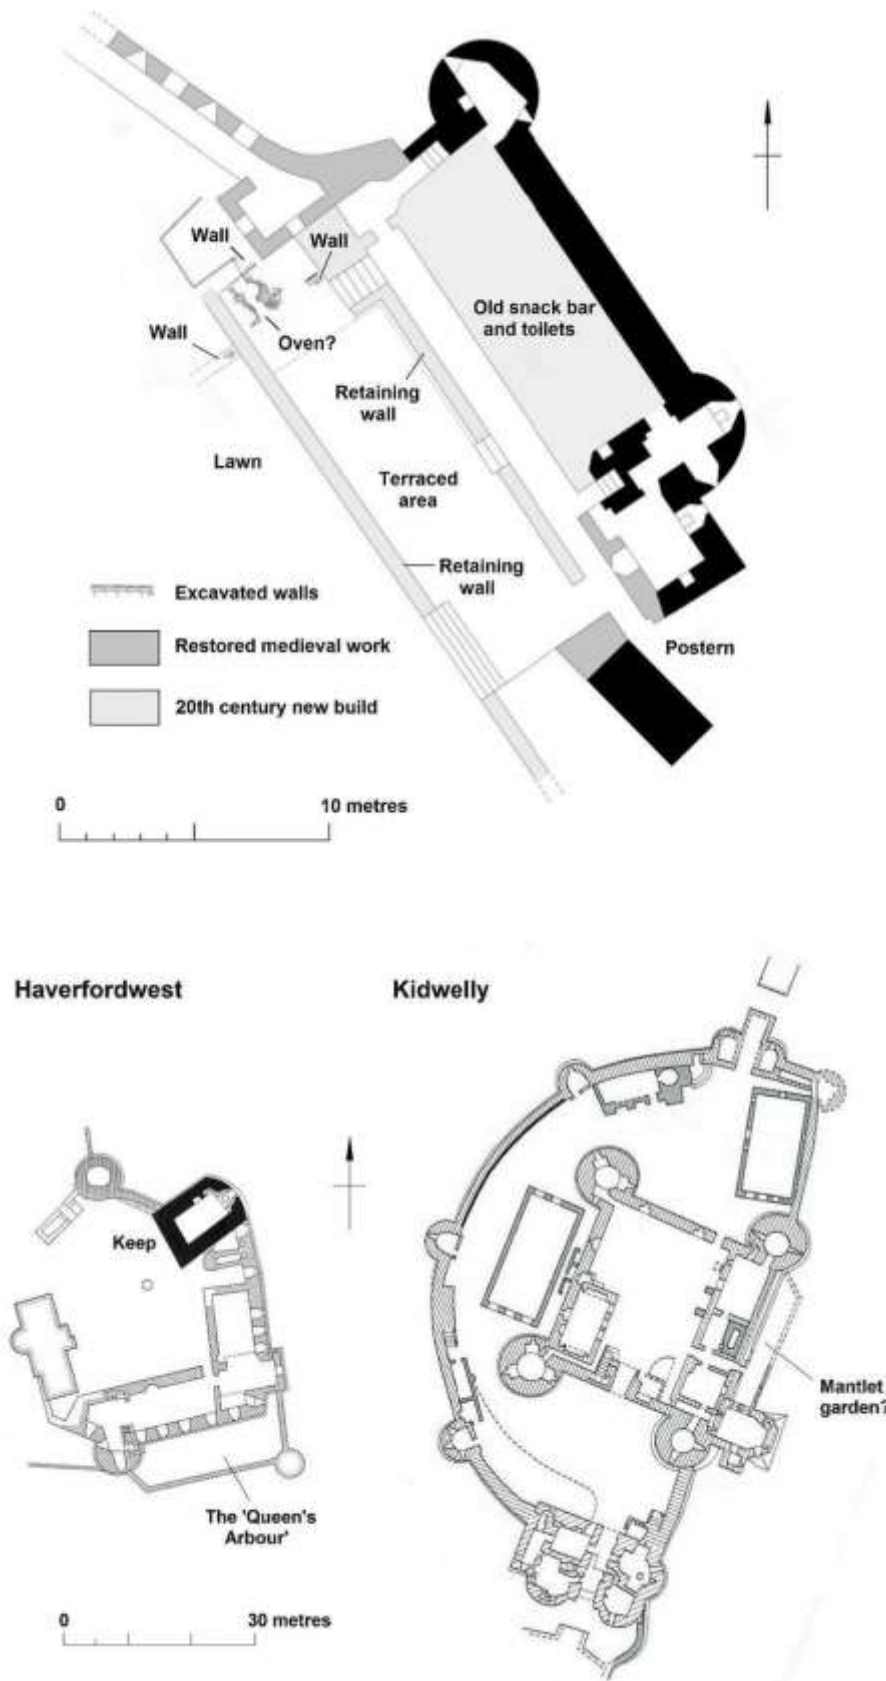 Wall
Wall
Old snack bar
and toilets
Wall
Oven?
Retaining
wall
Lawn
Terraced
area
Retaining
wall
Excavated walls
Restored medieval work
Postern
20th century new build
0
10 metres
Haverfordwest
Kidwelly
Keep
Mantlet
garden?
The 'Queen's
Arbour'
0
30 metres